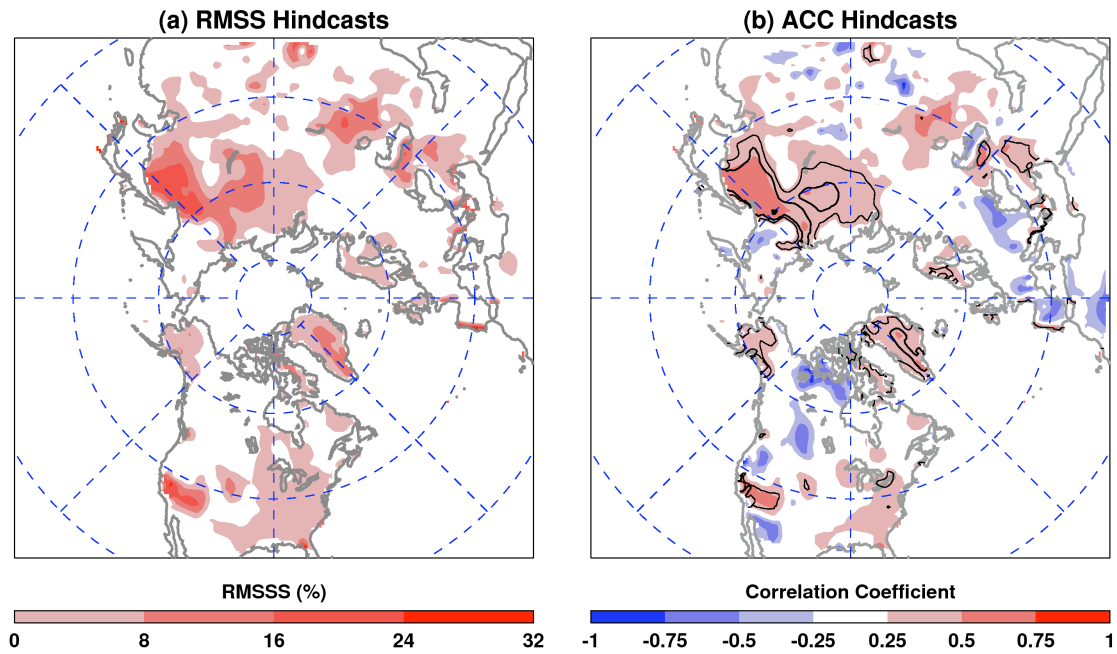 (a) RMSS Hindcasts
(b) ACC Hindcasts
RMSSS (%)
0 8 16 24 32
Correlation Coefficient
-1 -0.75 -0.5 -0.25 0.25 0.5 0.75 1